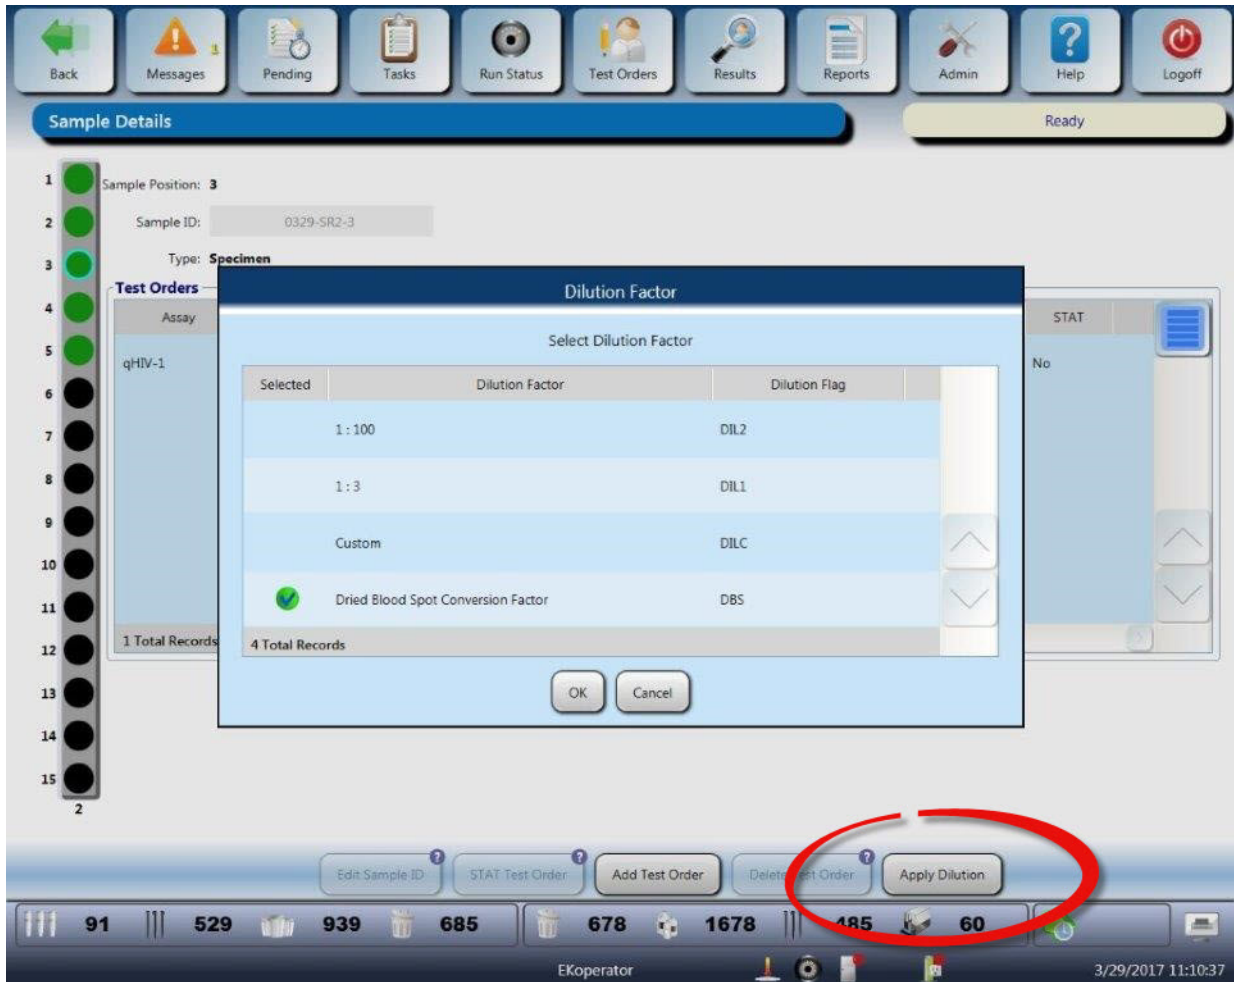 Back Messages 1 Pending Tasks Run Status Test Orders Results Reports Admin ? Help Logoff
Sample Details Ready
1 Sample Position: 3
2 Sample ID: 0329-SR2-3
3 Type: Specimen
Test Orders
Dilution Factor
4 Assay STAT
Select Dilution Factor
5 qHIV-1 No
Selected Dilution Factor Dilution Flag
6
1 : 100 DIL2
7
8
1 : 3 DIL1
9
Custom DILC
10
11 Dried Blood Spot Conversion Factor DBS
12 1 Total Records 4 Total Records
13 OK Cancel
14
15
2
Edit Sample ID ? STAT Test Order ? Add Test Order Delete Test Order ? Apply Dilution
91 529 939 685 678 1678 485 60
EKoperator 3/29/2017 11:10:37